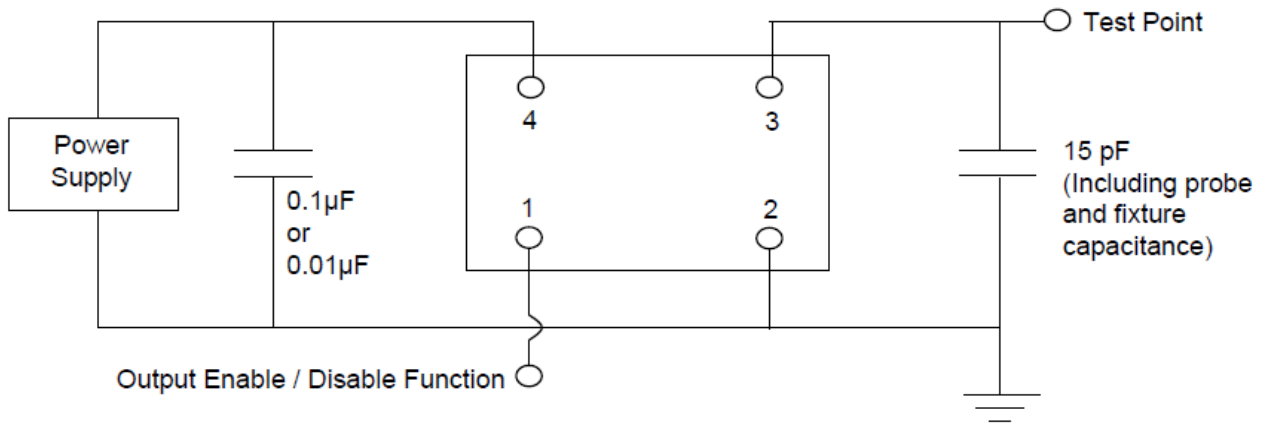 Test Point
4
3
Power
Supply
15 pF
(Including probe
and fixture
capacitance)
0.1µF
or
0.01µF
1
2
Output Enable / Disable Function